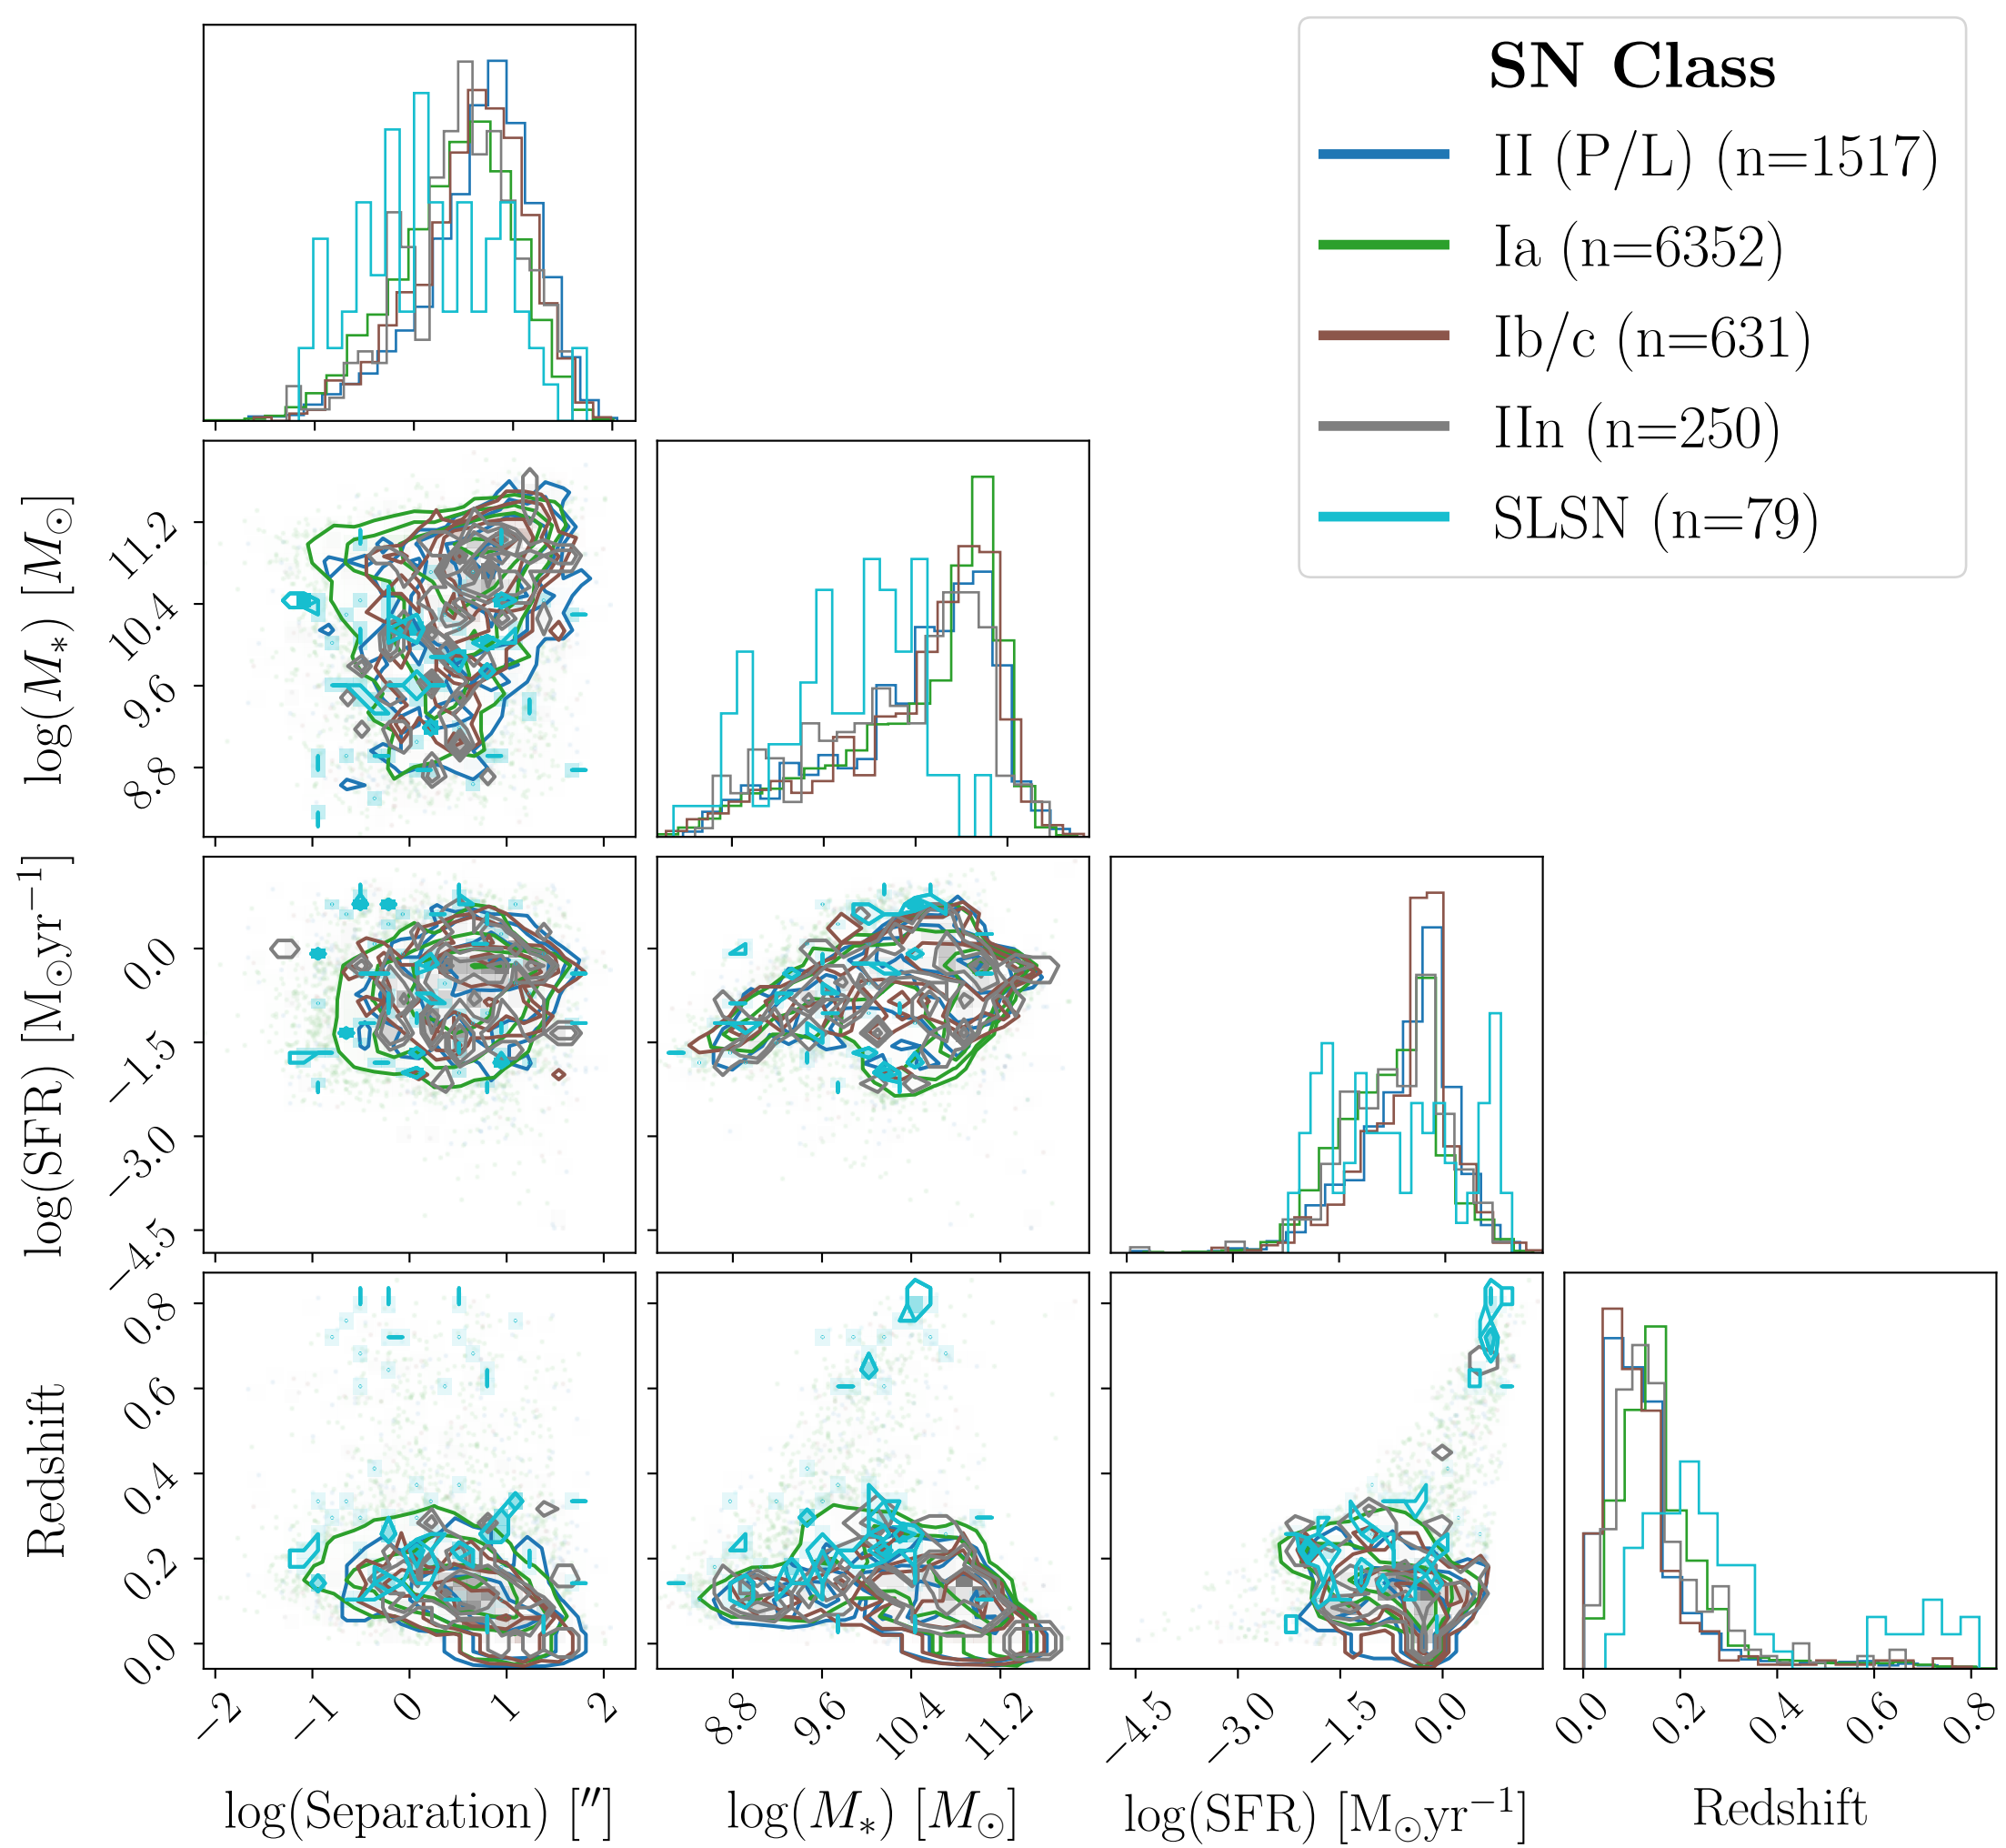 SN Class
II (P/L) (n=1517)
Ia (n=6352)
Ib/c (n=631)
IIn (n=250)
SLSN (n=79)
log(M∗) [M⊙]
11.2
10.4
9.6
8.8
log(SFR) [M⊙yr−1]
0.0
−1.5
−3.0
−4.5
Redshift
0.8
0.6
0.4
0.2
0.0
−2 −1 0 1 2
8.8 9.6 10.4 11.2
−4.5 −3.0 −1.5 0.0
0.0 0.2 0.4 0.6 0.8
log(Separation) [″]
log(M∗) [M⊙]
log(SFR) [M⊙yr−1]
Redshift